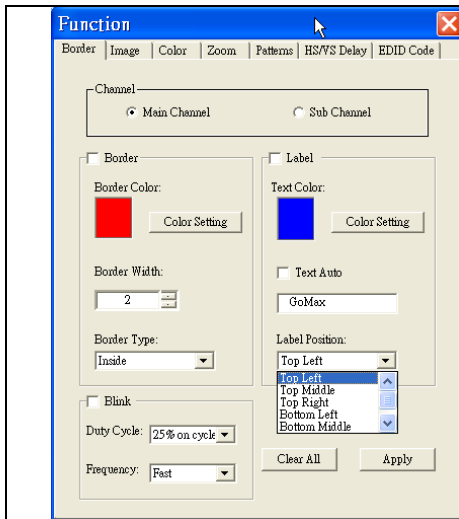 Function
Border Image Color Zoom Patterns HS/VS Delay EDID Code
Channel
Main Channel Sub Channel
Border
Border Color:
Color Setting
Border Width:
2
Border Type:
Inside
Label
Text Color:
Color Setting
Text Auto
GoMax
Label Position:
Top Left
Top Left
Top Middle
Top Right
Bottom Left
Bottom Middle
Blink
Duty Cycle: 25% on cycle
Frequency: Fast
Clear All Apply